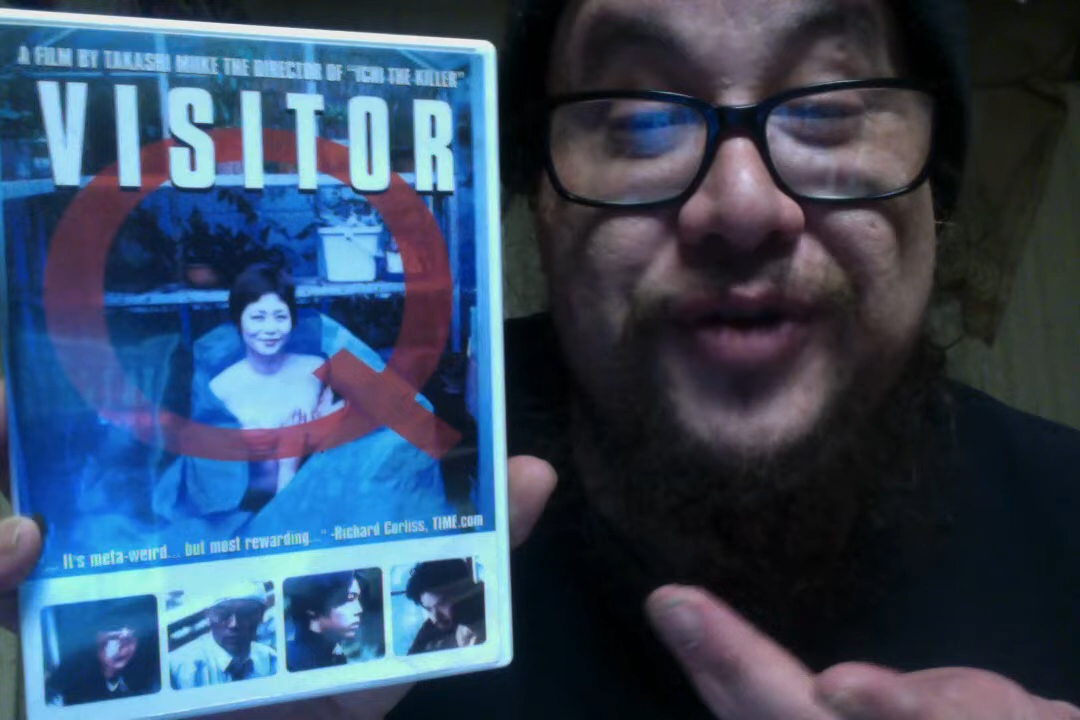 A FILM BY TAKASHI MIIKE THE DIRECTOR OF "ICHI THE KILLER"
VISITOR
Q
"... It's meta-weird... but most rewarding..." -Richard Corliss, TIME.com